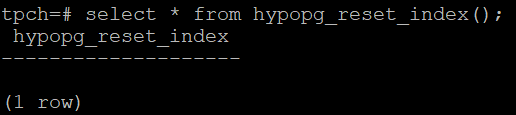 tpch=# select * from hypopg_reset_index();
 hypopg_reset_index
--------------------

(1 row)